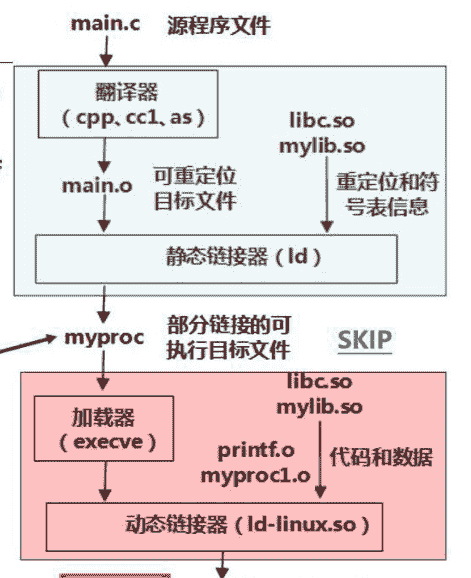 main.c 源程序文件
翻译器
（cpp、cc1、as）
libc.so
mylib.so
main.o
可重定位
目标文件
重定位和符
号表信息
静态链接器（ld）
myproc
部分链接的可
执行目标文件
SKIP
libc.so
mylib.so
加载器
（execve）
printf.o
myproc1.o
代码和数据
动态链接器（ld-linux.so）